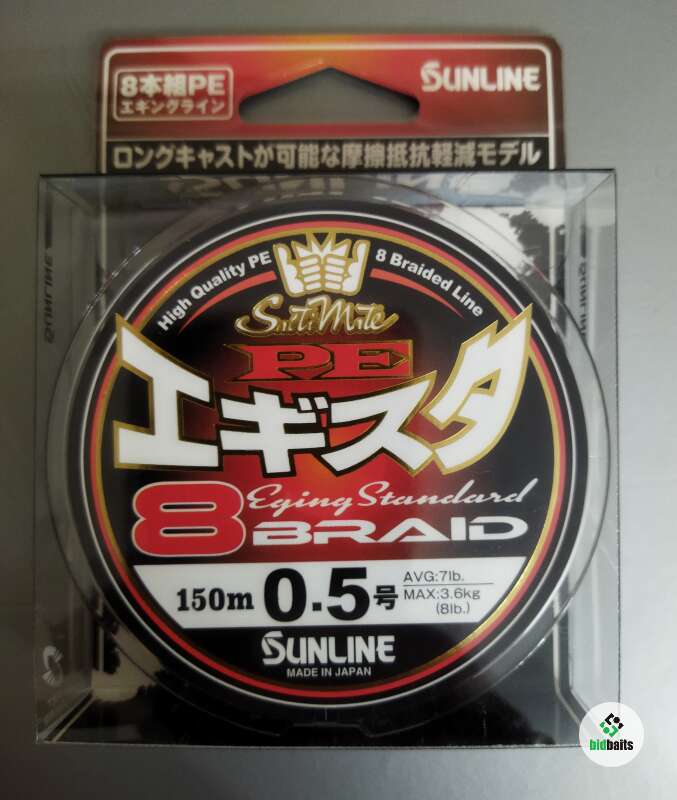 8本組PE
エギングライン
SUNLINE
ロングキャストが可能な摩擦抵抗軽減モデル
High Quality PE
8 Braided Line
SaltiMate
PE
エギスタ
Eging Standard
8 BRAID
150m 0.5号
AVG:7lb.
MAX:3.6kg
(8lb.)
SUNLINE
MADE IN JAPAN
bidbaits